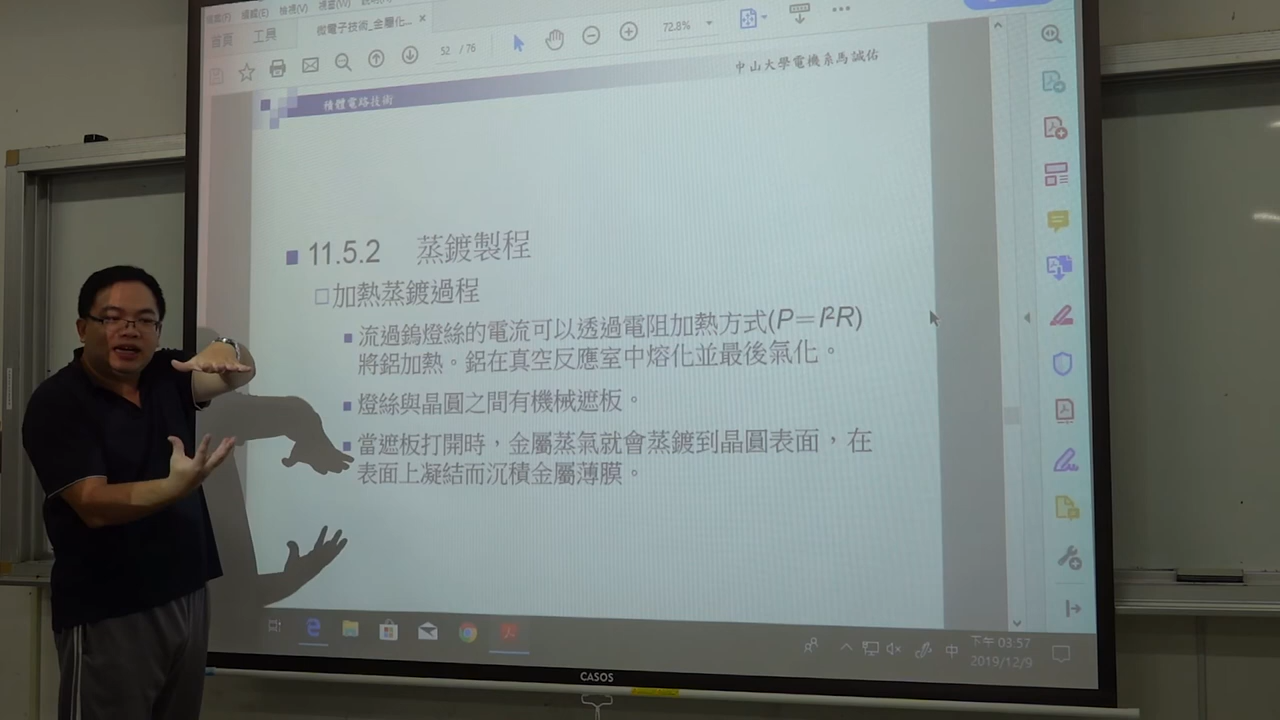 檔案(F) 編輯(E) 檢視(V) 視窗(W)
首頁 工具 微電子技術_金屬化... ×
52 / 76 72.8%
中山大學電機系馬誠佑
積體電路技術
11.5.2 蒸鍍製程
加熱蒸鍍過程
流過鎢燈絲的電流可以透過電阻加熱方式(P=I²R)
將鋁加熱。鋁在真空反應室中熔化並最後氣化。
燈絲與晶圓之間有機械遮板。
當遮板打開時,金屬蒸氣就會蒸鍍到晶圓表面,在
表面上凝結而沉積金屬薄膜。
中 下午 03:57
2019/12/9
CASOS